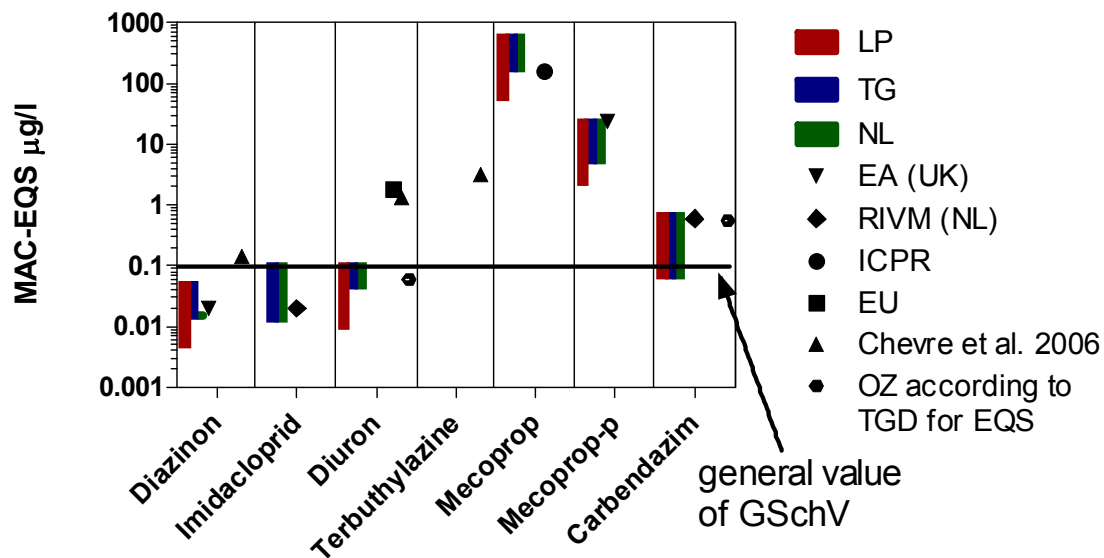 MAC-EQS µg/l
1000
100
10
1
0.1
0.01
0.001
Diazinon
Imidacloprid
Diuron
Terbuthylazine
Mecoprop
Mecoprop-p
Carbendazim
LP
TG
NL
EA (UK)
RIVM (NL)
ICPR
EU
Chevre et al. 2006
OZ according to
TGD for EQS
general value
of GSchV